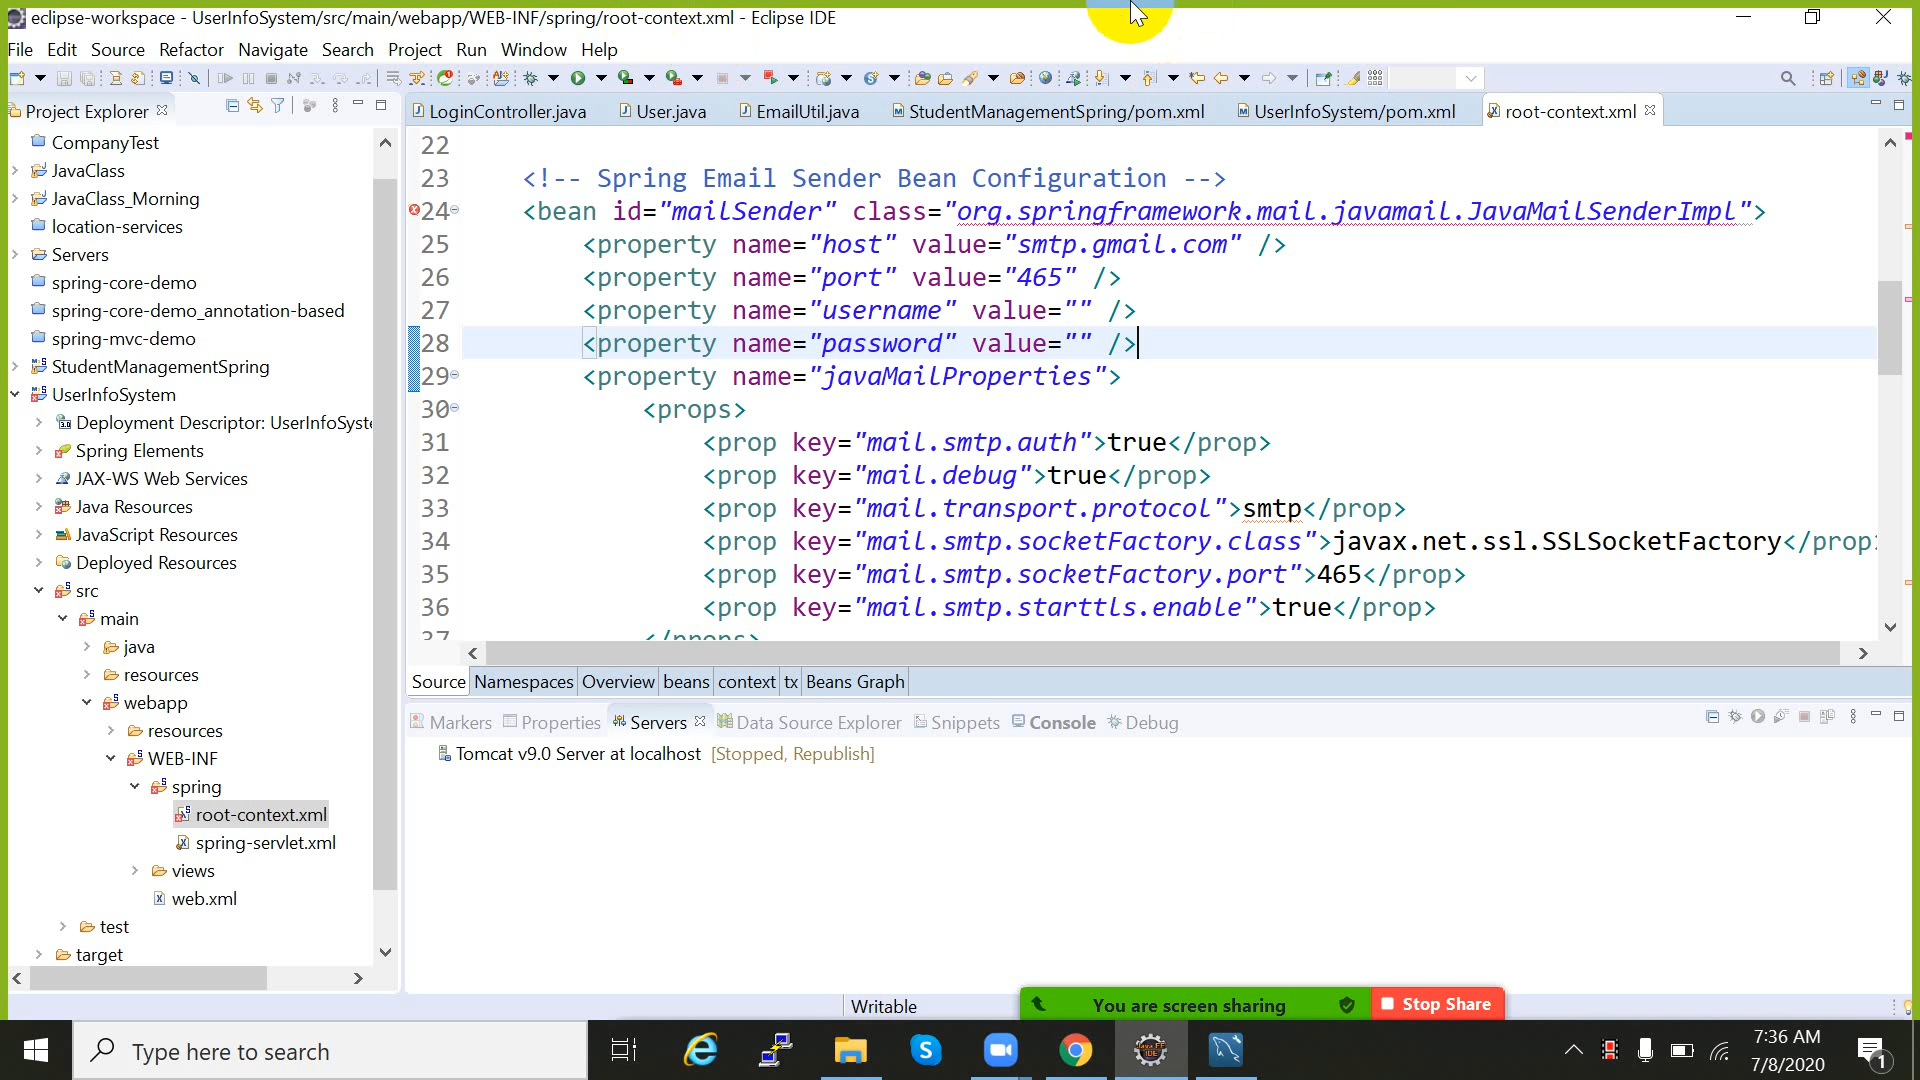 eclipse-workspace - UserInfoSystem/src/main/webapp/WEB-INF/spring/root-context.xml - Eclipse IDE
File Edit Source Refactor Navigate Search Project Run Window Help
Project Explorer
CompanyTest
JavaClass
JavaClass_Morning
location-services
Servers
spring-core-demo
spring-core-demo_annotation-based
spring-mvc-demo
StudentManagementSpring
UserInfoSystem
Deployment Descriptor: UserInfoSyste
Spring Elements
JAX-WS Web Services
Java Resources
JavaScript Resources
Deployed Resources
src
main
java
resources
webapp
resources
WEB-INF
spring
root-context.xml
spring-servlet.xml
views
web.xml
test
target
LoginController.java User.java EmailUtil.java StudentManagementSpring/pom.xml UserInfoSystem/pom.xml root-context.xml
22
23 <!-- Spring Email Sender Bean Configuration -->
24 <bean id="mailSender" class="org.springframework.mail.javamail.JavaMailSenderImpl">
25 <property name="host" value="smtp.gmail.com" />
26 <property name="port" value="465" />
27 <property name="username" value="" />
28 <property name="password" value="" />
29 <property name="javaMailProperties">
30 <props>
31 <prop key="mail.smtp.auth">true</prop>
32 <prop key="mail.debug">true</prop>
33 <prop key="mail.transport.protocol">smtp</prop>
34 <prop key="mail.smtp.socketFactory.class">javax.net.ssl.SSLSocketFactory</prop>
35 <prop key="mail.smtp.socketFactory.port">465</prop>
36 <prop key="mail.smtp.starttls.enable">true</prop>
37 </props>
Source Namespaces Overview beans context tx Beans Graph
Markers Properties Servers Data Source Explorer Snippets Console Debug
Tomcat v9.0 Server at localhost [Stopped, Republish]
Writable
You are screen sharing Stop Share
Type here to search
7:36 AM
7/8/2020
1